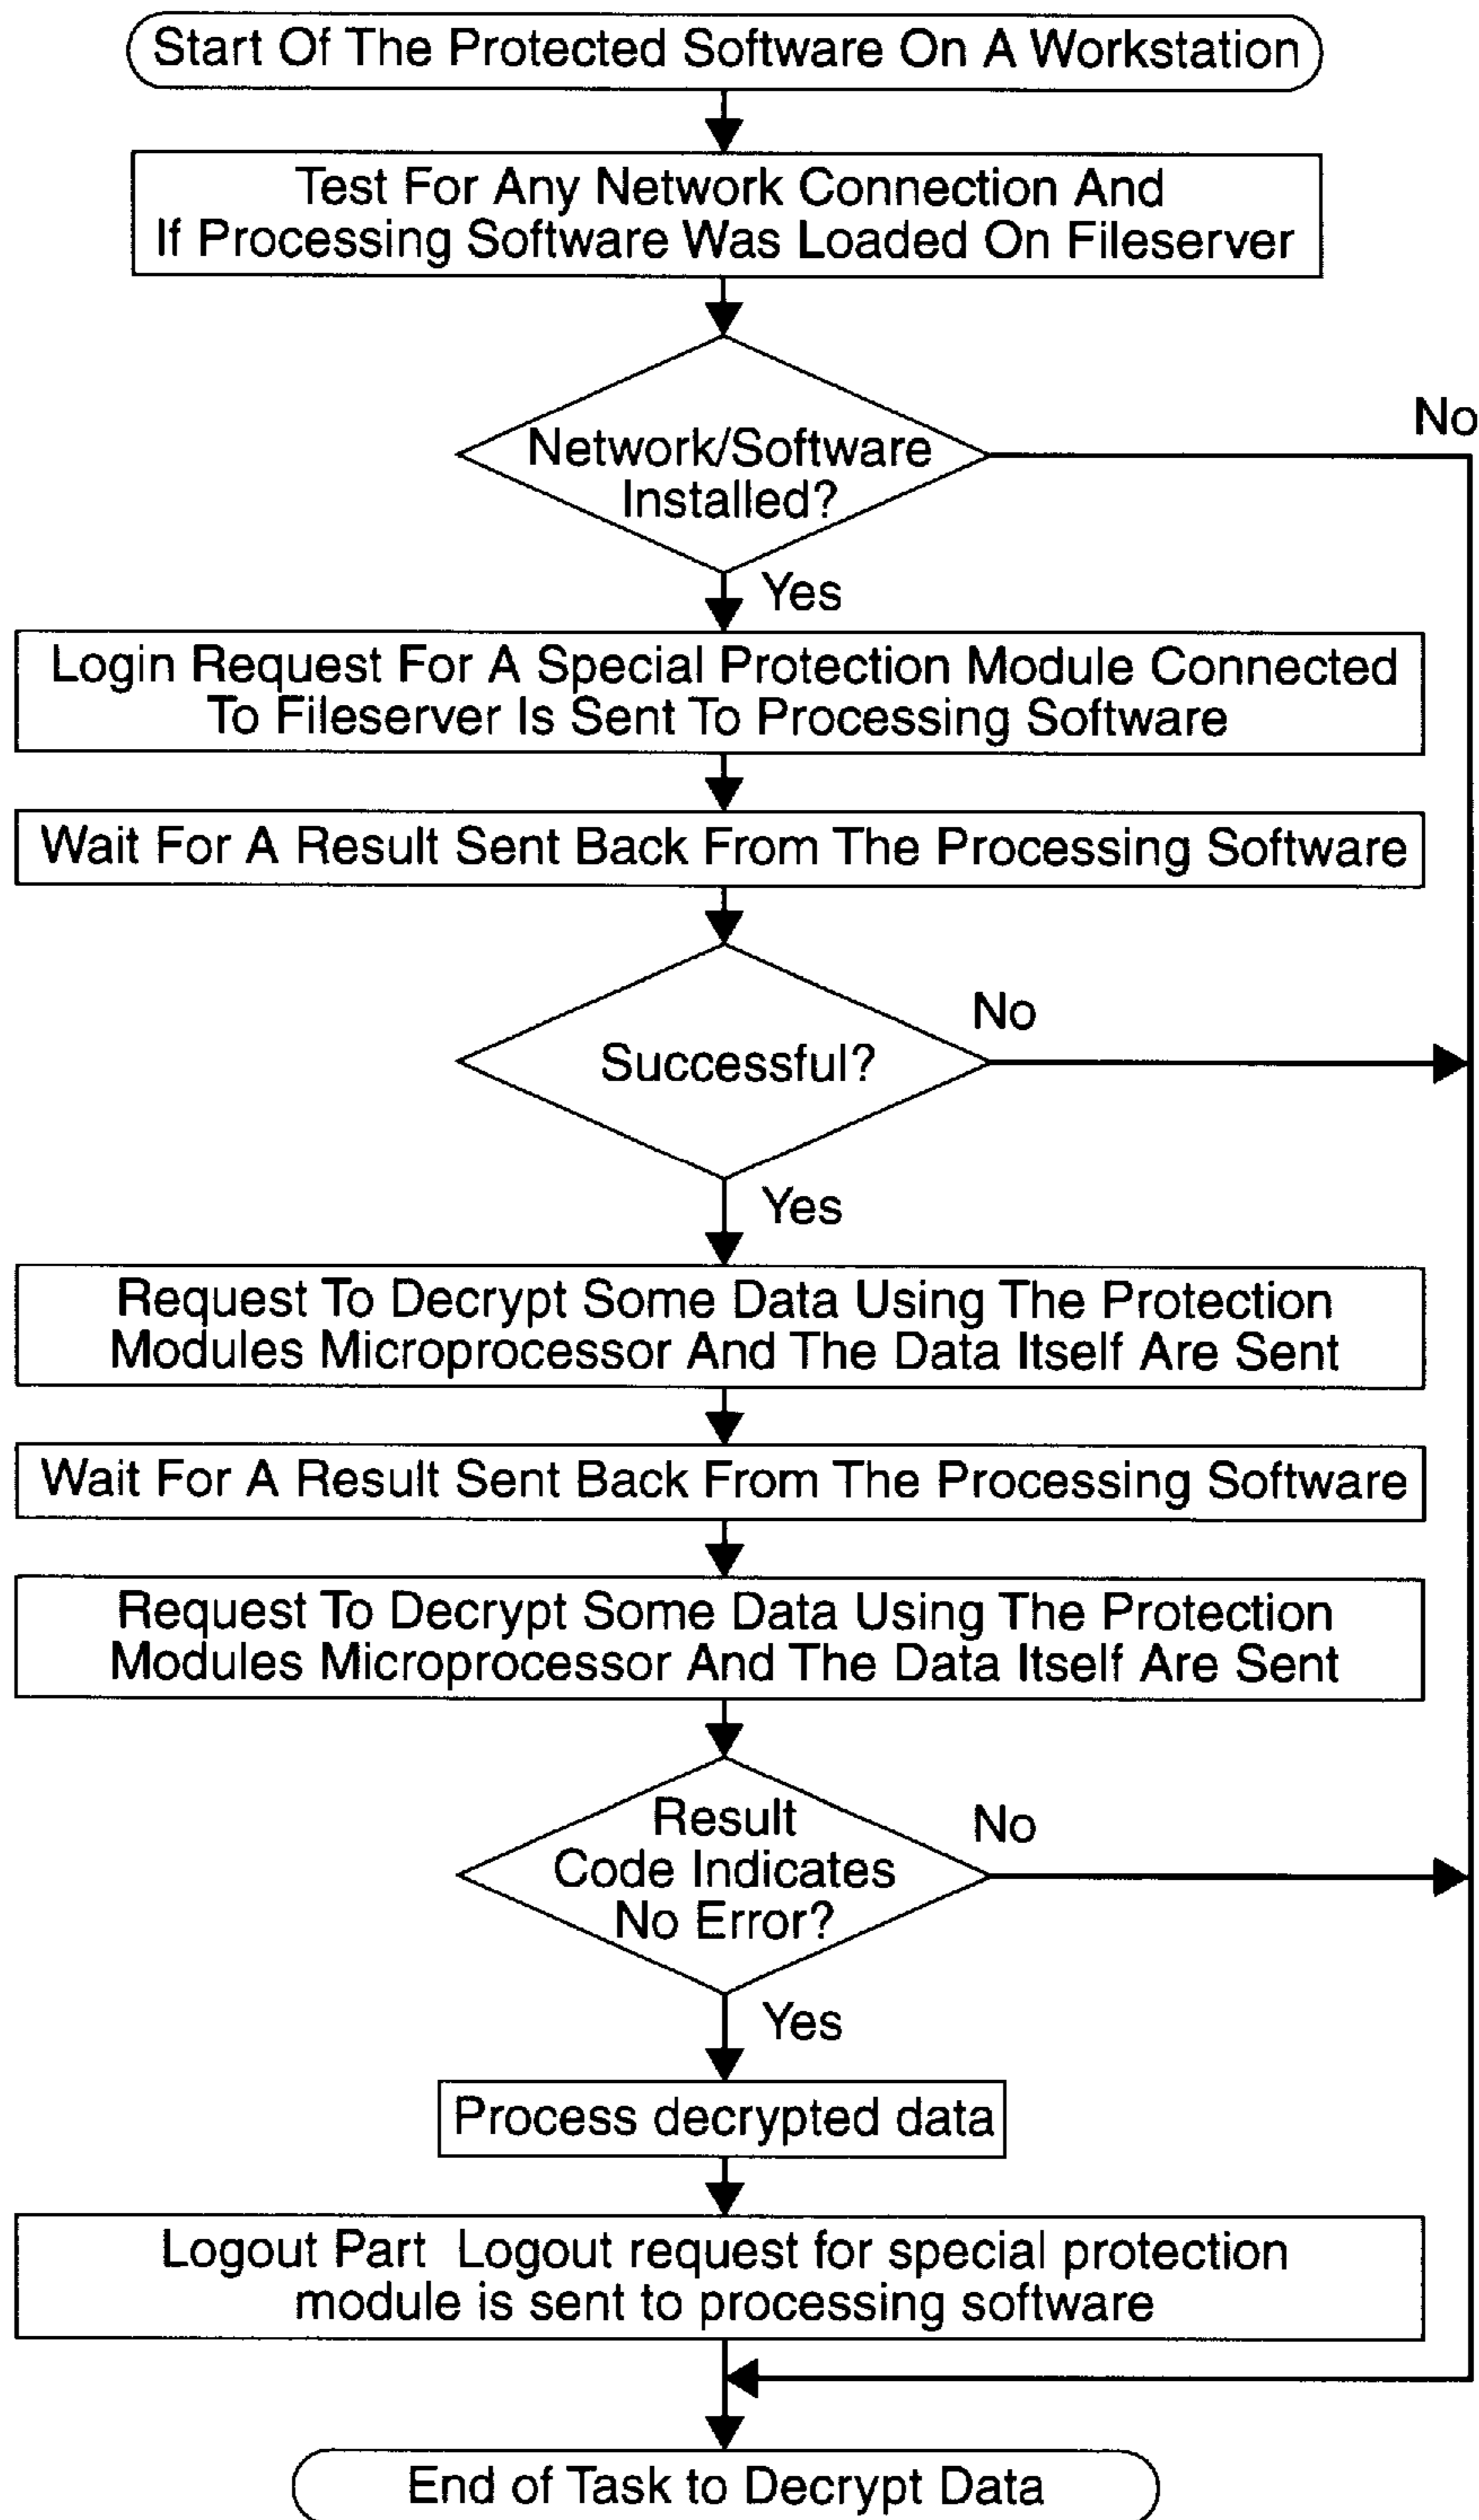 Start Of The Protected Software On A Workstation
Test For Any Network Connection And
If Processing Software Was Loaded On Fileserver
Network/Software
Installed?
No
Yes
Login Request For A Special Protection Module Connected
To Fileserver Is Sent To Processing Software
Wait For A Result Sent Back From The Processing Software
Successful?
No
Yes
Request To Decrypt Some Data Using The Protection
Modules Microprocessor And The Data Itself Are Sent
Wait For A Result Sent Back From The Processing Software
Request To Decrypt Some Data Using The Protection
Modules Microprocessor And The Data Itself Are Sent
Result
Code Indicates
No Error?
No
Yes
Process decrypted data
Logout Part  Logout request for special protection
module is sent to processing software
End of Task to Decrypt Data